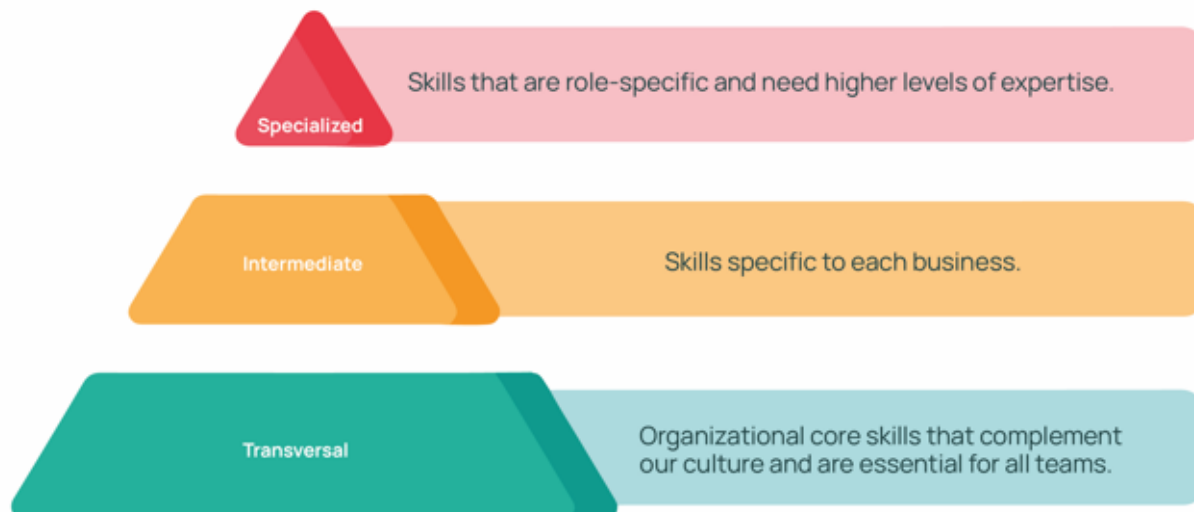 Specialized
Skills that are role-specific and need higher levels of expertise.
Intermediate
Skills specific to each business.
Transversal
Organizational core skills that complement
our culture and are essential for all teams.